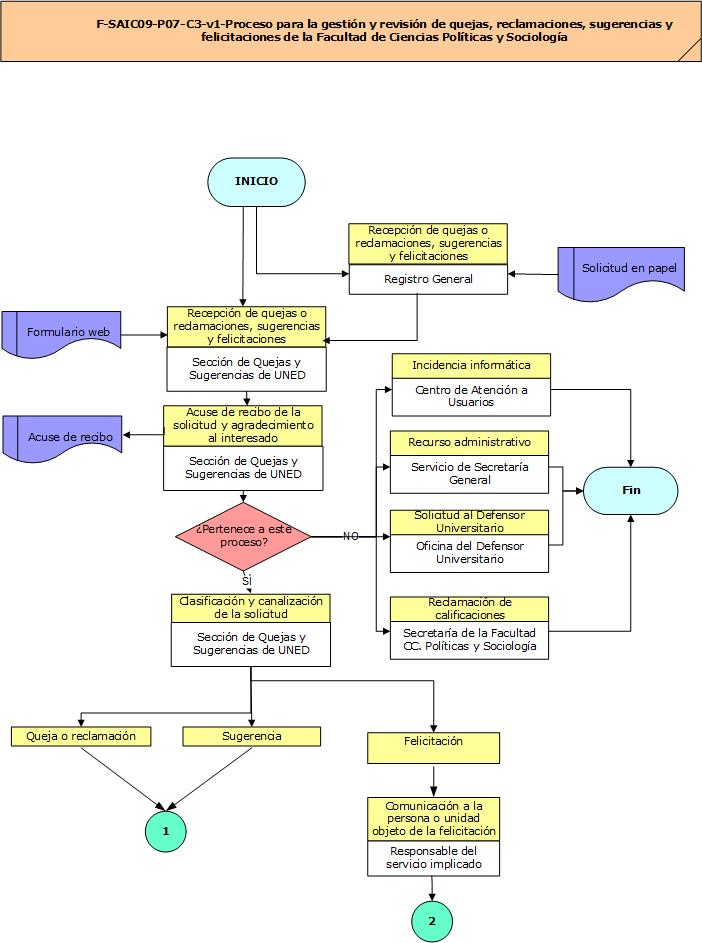 F-SAIC09-P07-C3-v1-Proceso para la gestión y revisión de quejas, reclamaciones, sugerencias y
felicitaciones de la Facultad de Ciencias Políticas y Sociología
INICIO
Recepción de quejas o
reclamaciones, sugerencias
y felicitaciones
Registro General
Solicitud en papel
Formulario web
Recepción de quejas o
reclamaciones, sugerencias
y felicitaciones
Sección de Quejas y
Sugerencias de UNED
Incidencia informática
Centro de Atención a
Usuarios
Acuse de recibo
Acuse de recibo de la
solicitud y agradecimiento
al interesado
Sección de Quejas y
Sugerencias de UNED
Recurso administrativo
Servicio de Secretaría
General
Fin
¿Pertenece a este
proceso?
NO
Solicitud al Defensor
Universitario
Oficina del Defensor
Universitario
SÍ
Clasificación y canalización
de la solicitud
Sección de Quejas y
Sugerencias de UNED
Reclamación de
calificaciones
Secretaría de la Facultad
CC. Políticas y Sociología
Queja o reclamación
Sugerencia
Felicitación
Comunicación a la
persona o unidad
objeto de la felicitación
Responsable del
servicio implicado
1
2